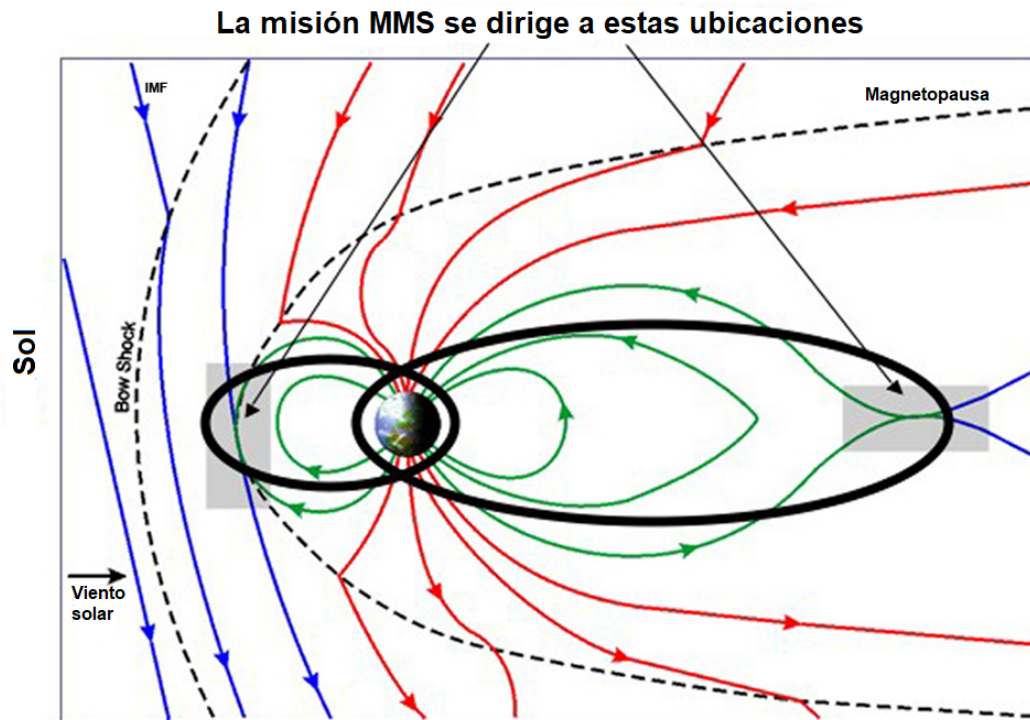 La misión MMS se dirige a estas ubicaciones
IMF
Magnetopausa
Sol
Bow Shock
Viento
solar